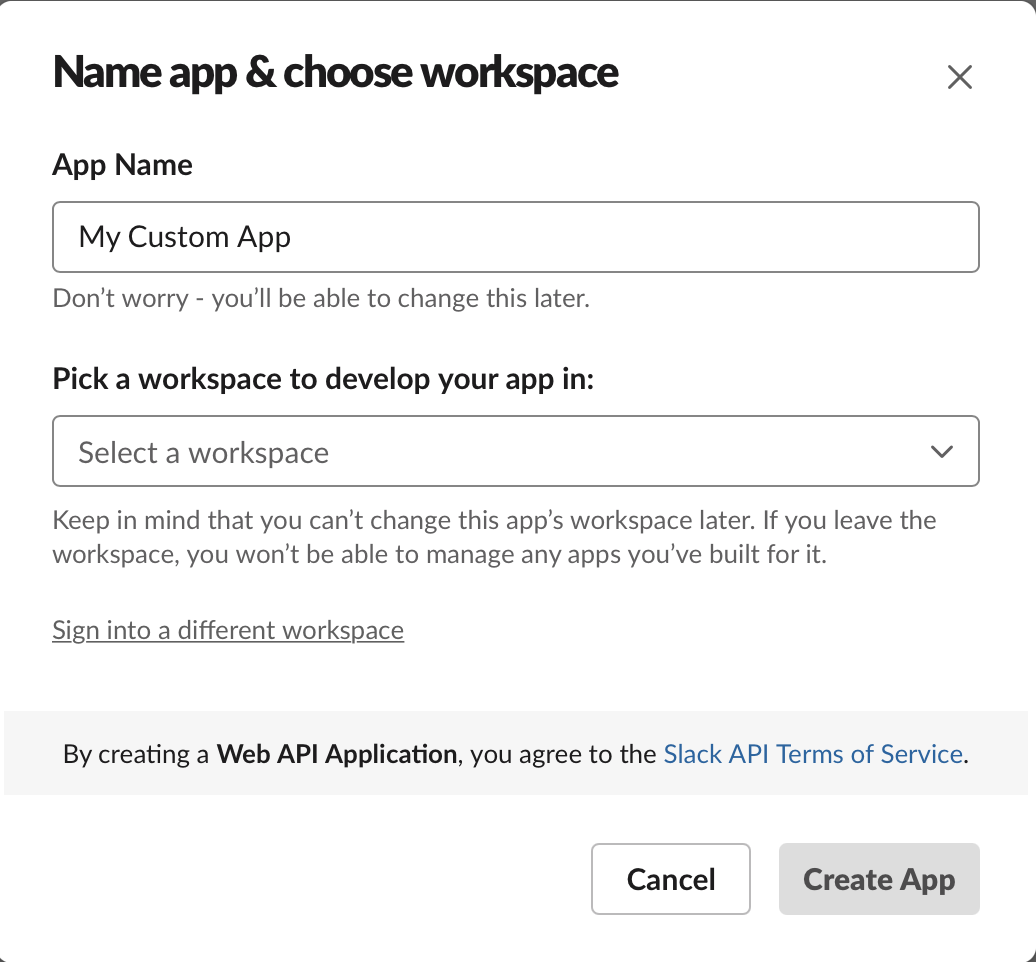 Name app & choose workspace
App Name
My Custom App
Don’t worry - you’ll be able to change this later.
Pick a workspace to develop your app in:
Select a workspace
Keep in mind that you can’t change this app’s workspace later. If you leave the
workspace, you won’t be able to manage any apps you’ve built for it.
Sign into a different workspace
By creating a Web API Application, you agree to the Slack API Terms of Service.
Cancel
Create App